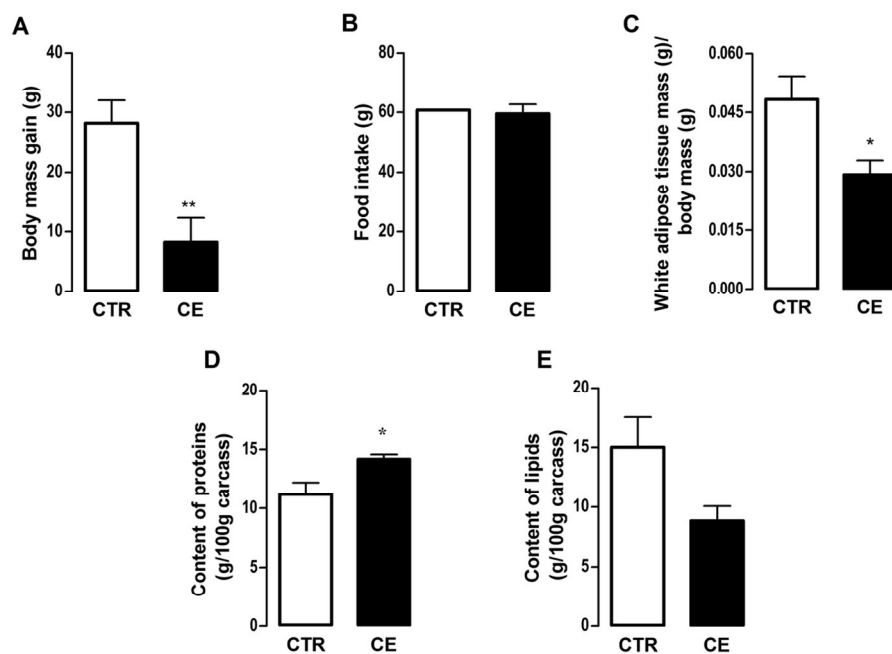 A
Body mass gain (g)
40
30
20
10
0
**
CTR
CE
B
Food intake (g)
80
60
40
20
0
CTR
CE
C
White adipose tissue mass (g)/
body mass (g)
0.060
0.045
0.030
0.015
0.000
*
CTR
CE
D
Content of proteins
(g/100g carcass)
20
15
10
5
0
*
CTR
CE
E
Content of lipids
(g/100g carcass)
20
15
10
5
0
CTR
CE